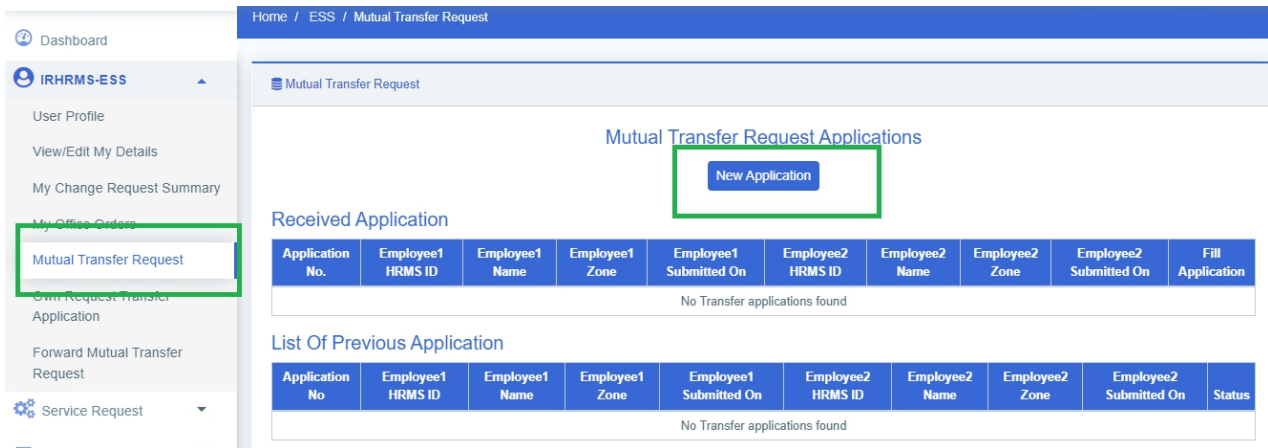 Home / ESS / Mutual Transfer Request
Dashboard
IRHRMS-ESS
User Profile
View/Edit My Details
My Change Request Summary
My Office Orders
Mutual Transfer Request
Own Request Transfer
Application
Forward Mutual Transfer
Request
Service Request
Mutual Transfer Request
Mutual Transfer Request Applications
New Application
Received Application
Application No. Employee1 HRMS ID Employee1 Name Employee1 Zone Employee1 Submitted On Employee2 HRMS ID Employee2 Name Employee2 Zone Employee2 Submitted On Fill Application
No Transfer applications found
List Of Previous Application
Application No Employee1 HRMS ID Employee1 Name Employee1 Zone Employee1 Submitted On Employee2 HRMS ID Employee2 Name Employee2 Zone Employee2 Submitted On Status
No Transfer applications found